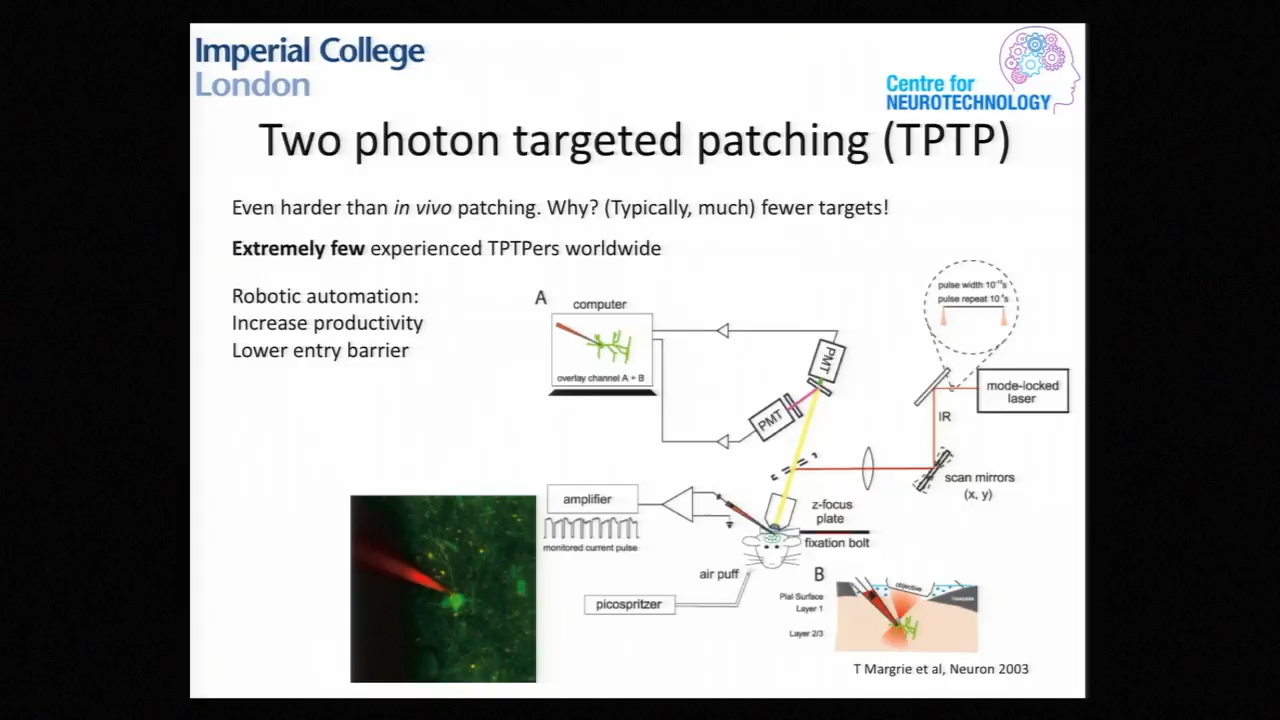 Imperial College
London
Centre for
NEUROTECHNOLOGY
Two photon targeted patching (TPTP)
Even harder than in vivo patching. Why? (Typically, much) fewer targets!
Extremely few experienced TPTPers worldwide
Robotic automation:
Increase productivity
Lower entry barrier
A
computer
overlay channel A + B
PMT
PMT
pulse width 10⁻¹³s
pulse repeat 10⁻⁸s
mode-locked
laser
IR
scan mirrors
(x, y)
amplifier
monitored current pulse
z-focus
plate
fixation bolt
air puff
picospritzer
B
objective
Pial Surface
Layer 1
Layer 2/3
T Margrie et al, Neuron 2003